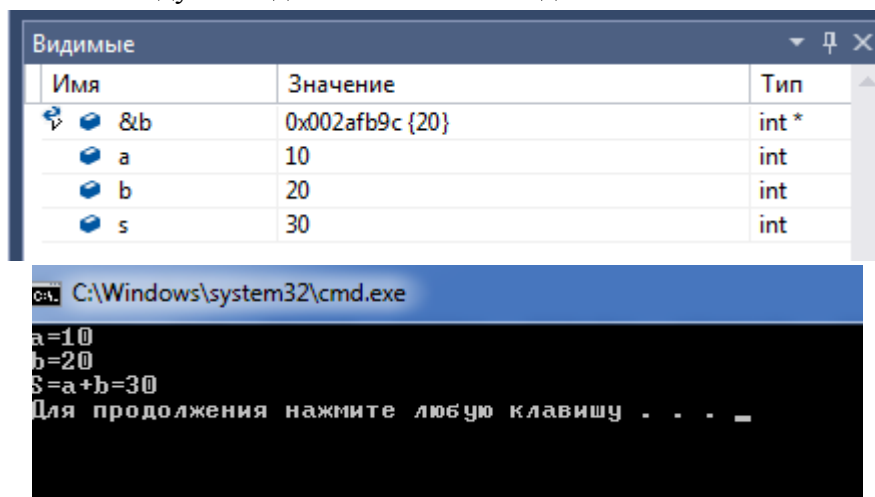 Видимые
Имя Значение Тип
&b 0x002afb9c {20} int *
a 10 int
b 20 int
s 30 int
C:\Windows\system32\cmd.exe
a=10
b=20
S=a+b=30
Для продолжения нажмите любую клавишу . . . _